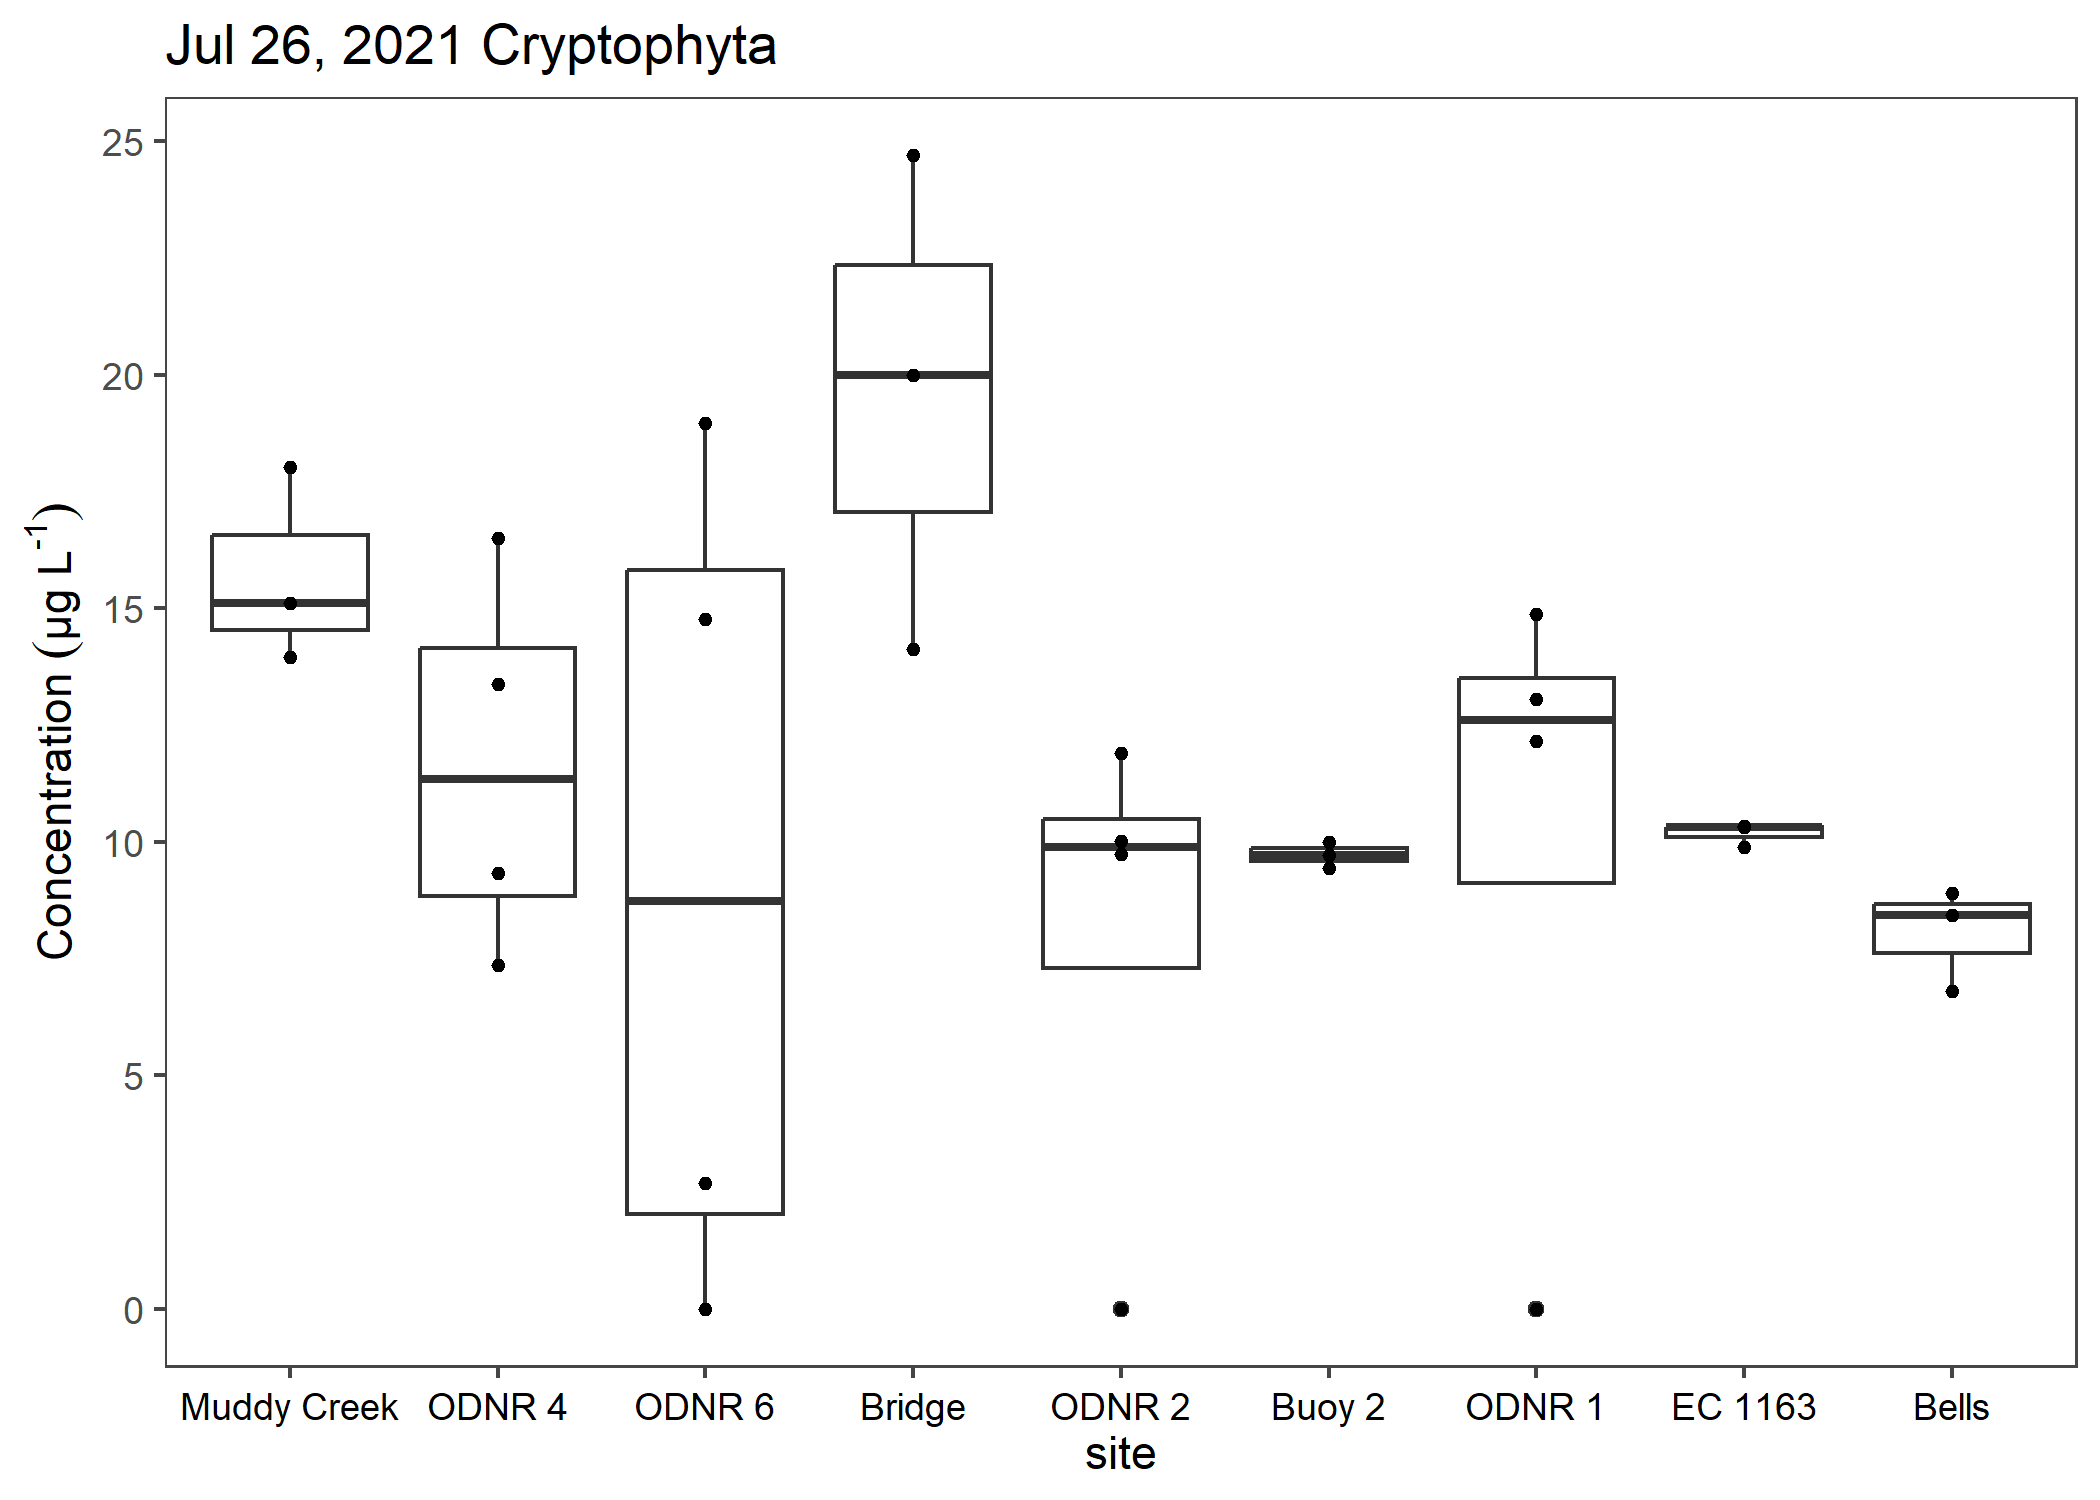 Jul 26, 2021 Cryptophyta
Concentration (µg L⁻¹)
25
20
15
10
5
0
Muddy Creek ODNR 4 ODNR 6 Bridge ODNR 2 Buoy 2 ODNR 1 EC 1163 Bells
site